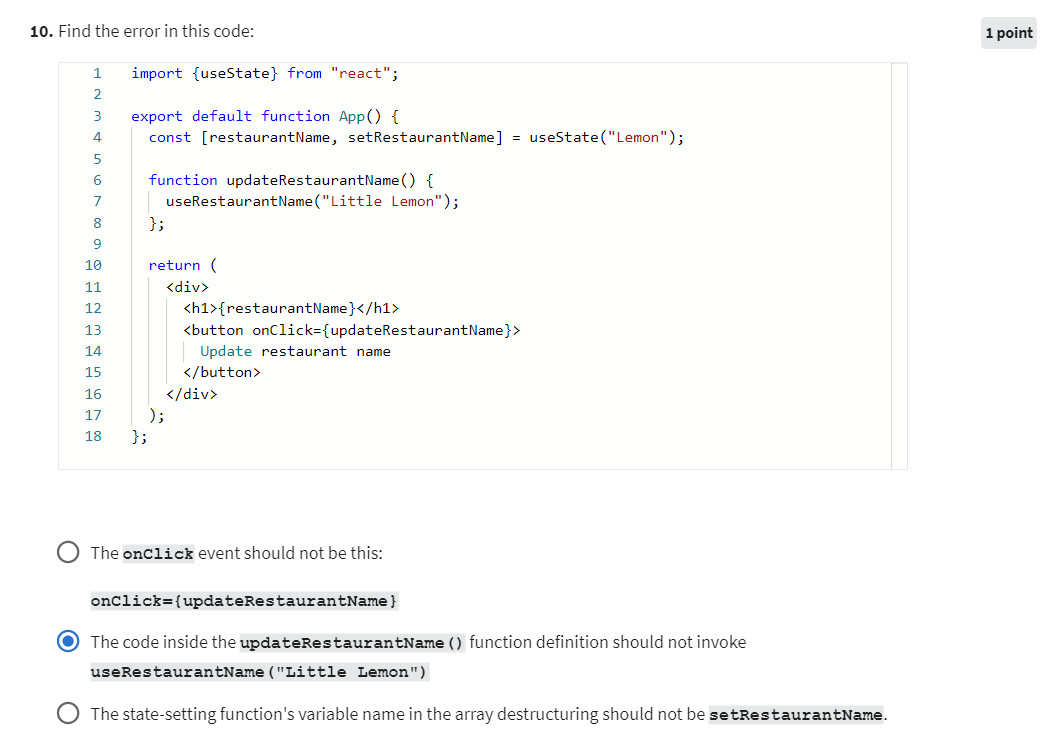 10. Find the error in this code:
1 point
1 import {useState} from "react";
2
3 export default function App() {
4 const [restaurantName, setRestaurantName] = useState("Lemon");
5
6 function updateRestaurantName() {
7 useRestaurantName("Little Lemon");
8 };
9
10 return (
11 <div>
12 <h1>{restaurantName}</h1>
13 <button onClick={updateRestaurantName}>
14 Update restaurant name
15 </button>
16 </div>
17 );
18 };
The onClick event should not be this:
onClick={updateRestaurantName}
The code inside the updateRestaurantName() function definition should not invoke
useRestaurantName("Little Lemon")
The state-setting function's variable name in the array destructuring should not be setRestaurantName.